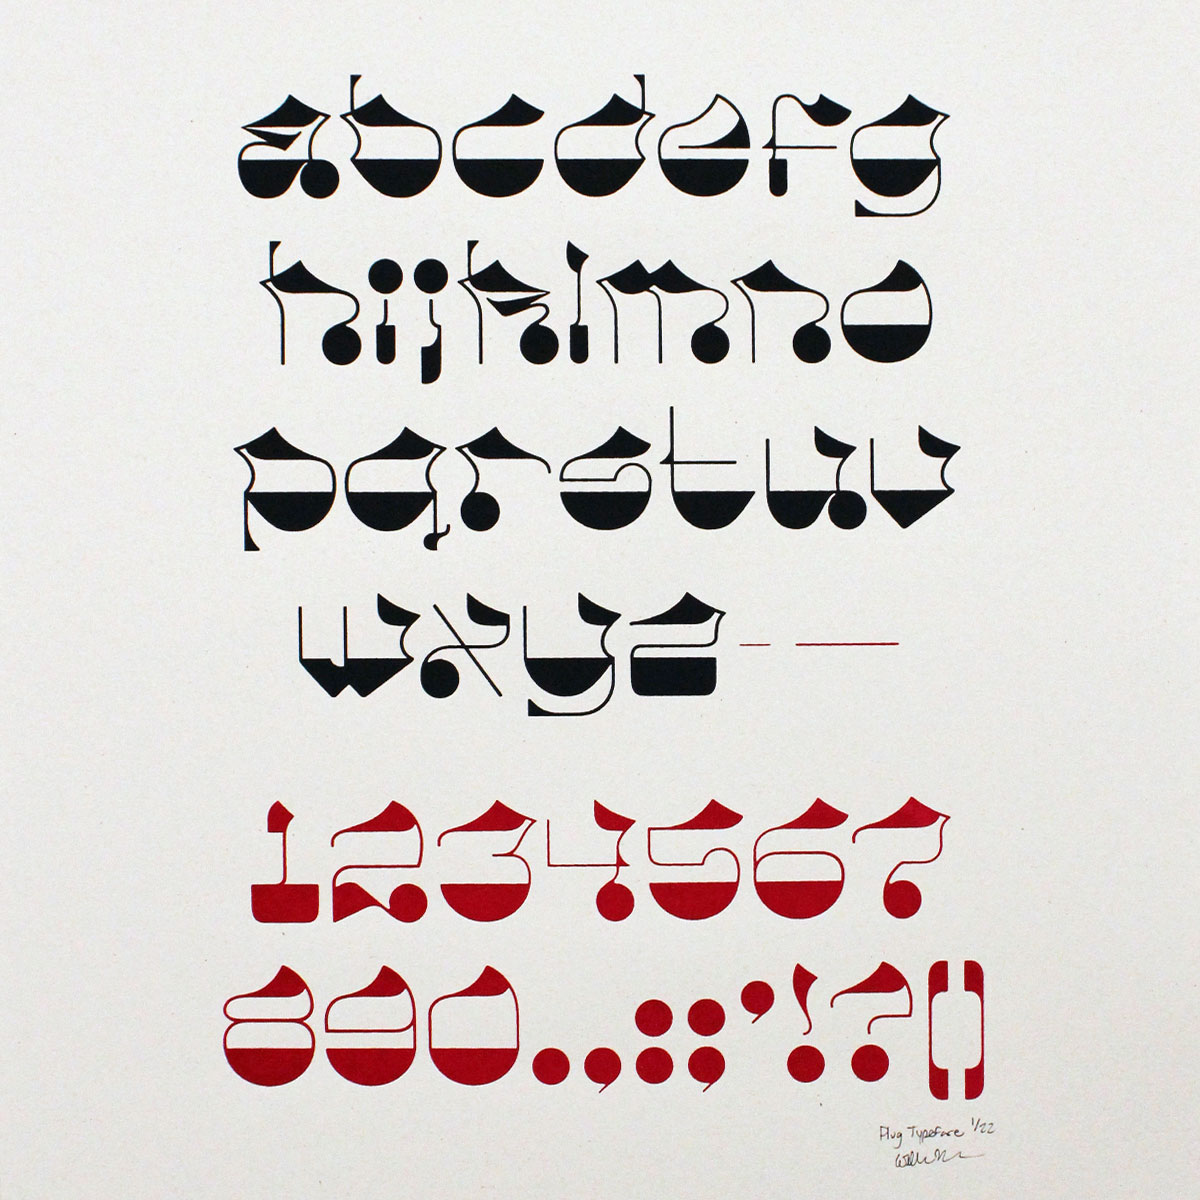 abcdefg
hijklmno
pqrstuv
wxyz - —
1234567
890.,:;'!?[]
Plug Typeface 1/22